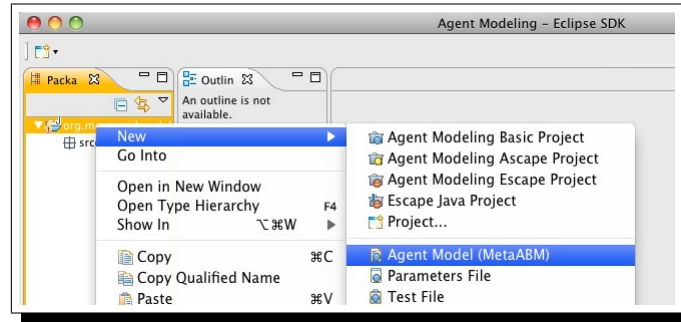 Agent Modeling – Eclipse SDK
Packa
Outlin
An outline is not
available.
src
New
Go Into
Open in New Window
Open Type Hierarchy F4
Show In ⌥⌘W
Copy ⌘C
Copy Qualified Name
Paste ⌘V
Agent Modeling Basic Project
Agent Modeling Ascape Project
Agent Modeling Escape Project
Escape Java Project
Project...
Agent Model (MetaABM)
Parameters File
Test File